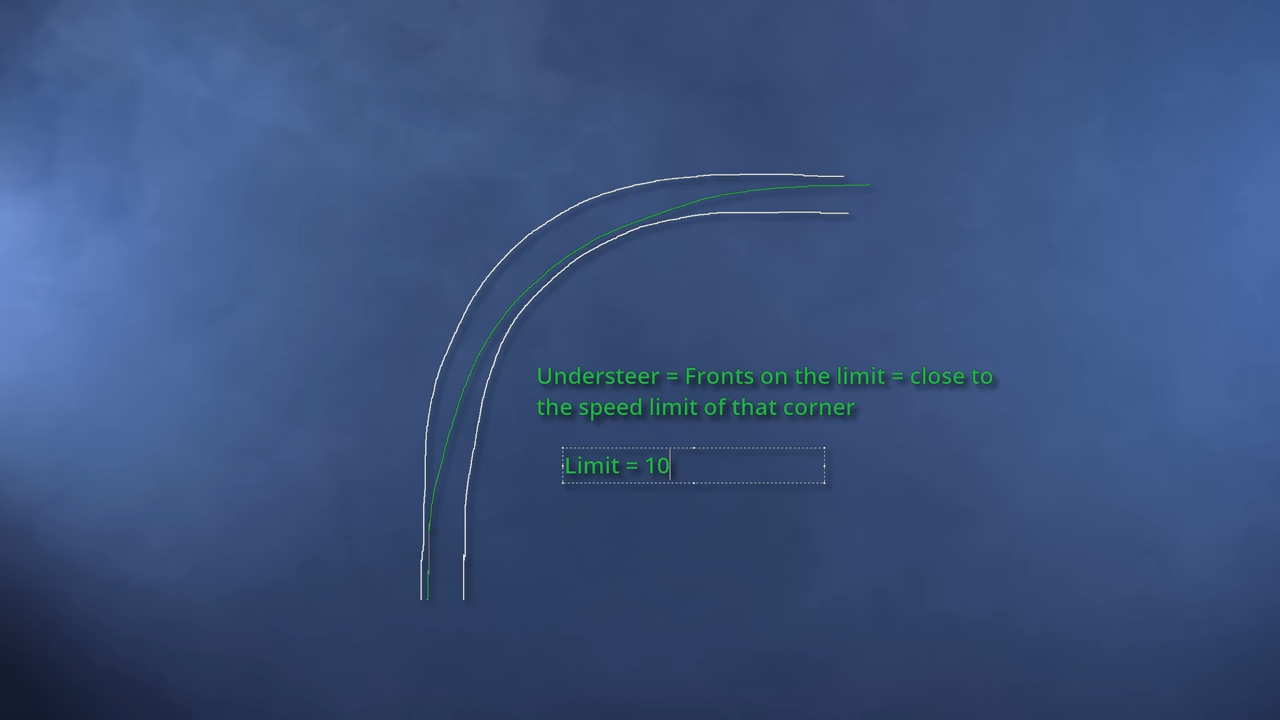 Understeer = Fronts on the limit = close to
the speed limit of that corner
Limit = 10